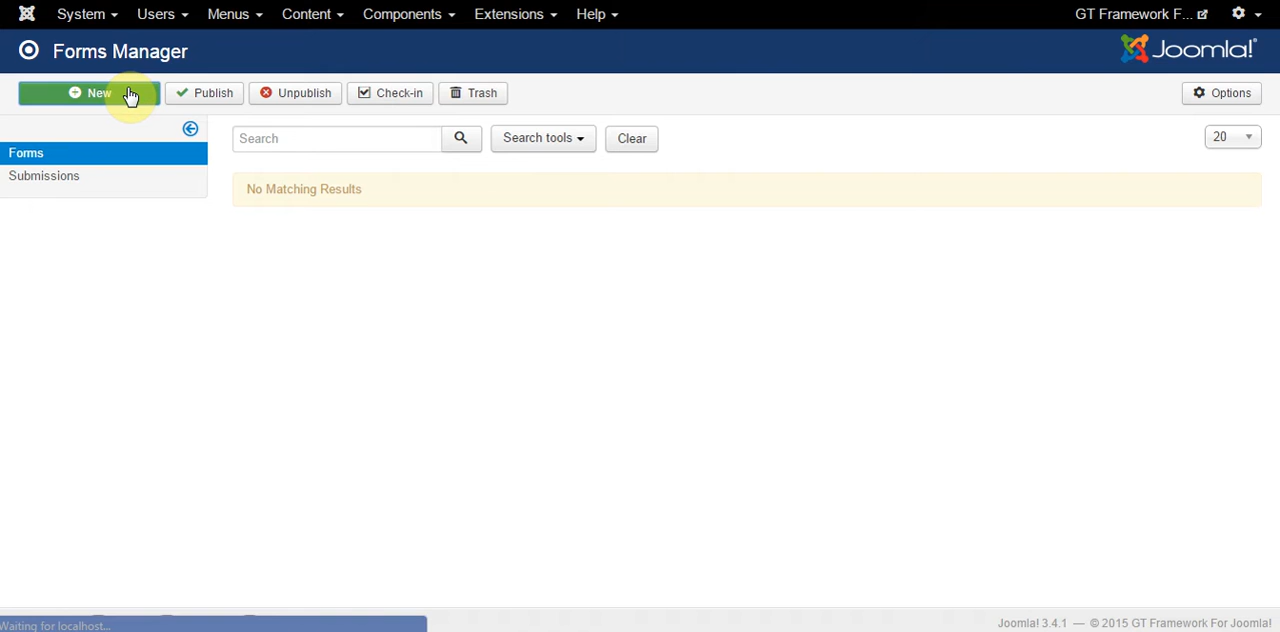 System Users Menus Content Components Extensions Help GT Framework F...
Forms Manager Joomla!®
New Publish Unpublish Check-in Trash Options
Search Search tools Clear 20
Forms
Submissions
No Matching Results
Waiting for localhost...
Joomla! 3.4.1 — © 2015 GT Framework For Joomla!